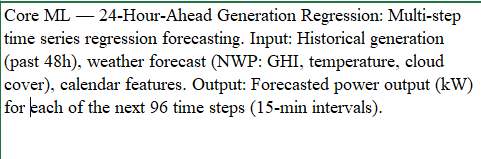 Core ML — 24-Hour-Ahead Generation Regression: Multi-step
time series regression forecasting. Input: Historical generation
(past 48h), weather forecast (NWP: GHI, temperature, cloud
cover), calendar features. Output: Forecasted power output (kW)
for each of the next 96 time steps (15-min intervals).